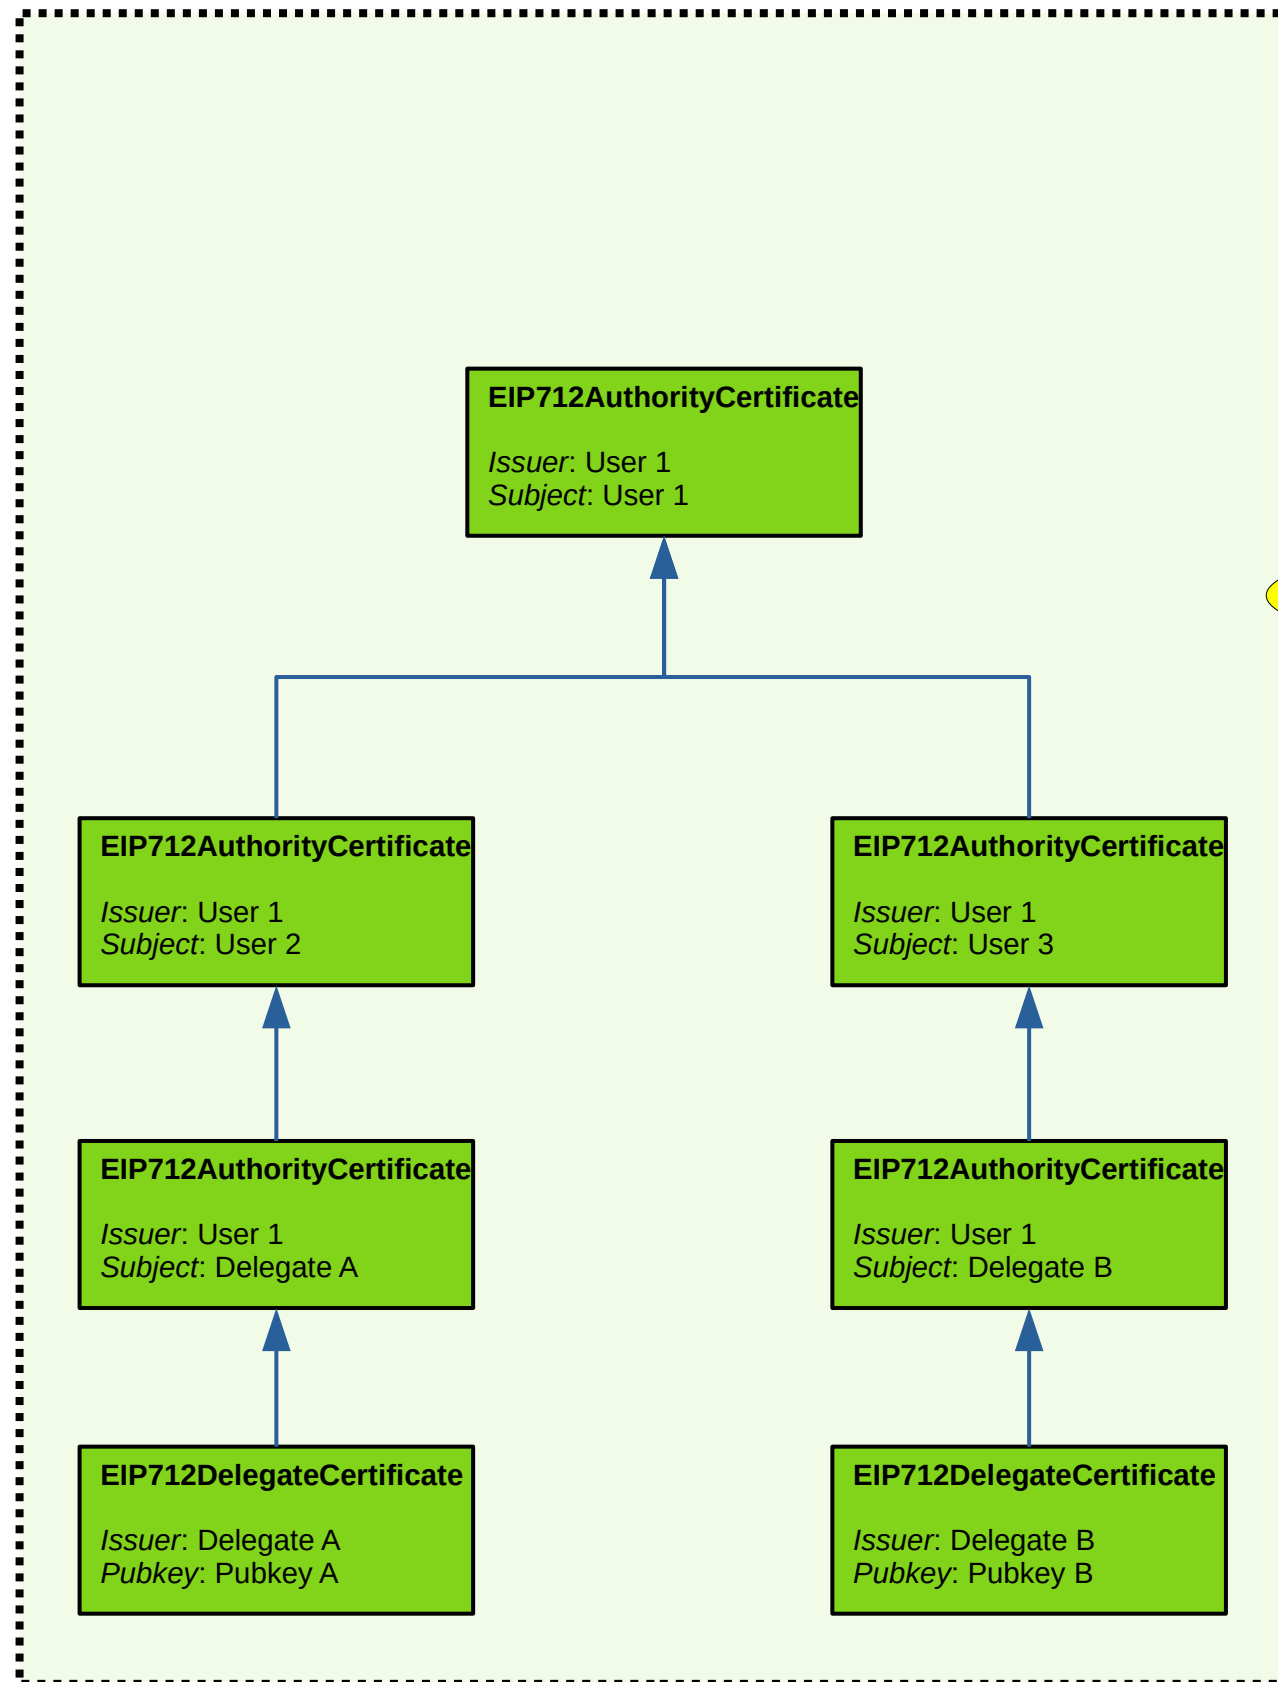 EIP712AuthorityCertificate
Issuer: User 1
Subject: User 1
EIP712AuthorityCertificate
Issuer: User 1
Subject: User 2
EIP712AuthorityCertificate
Issuer: User 1
Subject: User 3
EIP712AuthorityCertificate
Issuer: User 1
Subject: Delegate A
EIP712AuthorityCertificate
Issuer: User 1
Subject: Delegate B
EIP712DelegateCertificate
Issuer: Delegate A
Pubkey: Pubkey A
EIP712DelegateCertificate
Issuer: Delegate B
Pubkey: Pubkey B